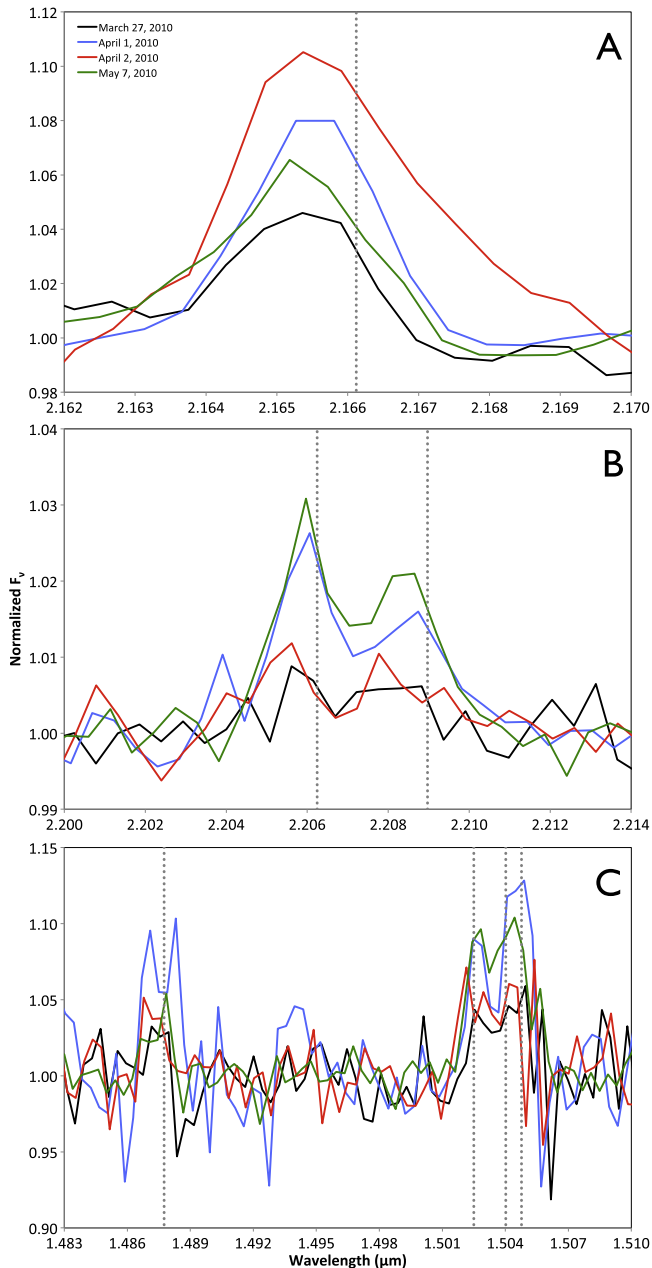 1.12
March 27, 2010
April 1, 2010
April 2, 2010
May 7, 2010
A
1.10
1.08
1.06
1.04
1.02
1.00
0.98
2.162 2.163 2.164 2.165 2.166 2.167 2.168 2.169 2.170
1.04
B
1.03
1.02
1.01
1.00
0.99
Normalized Fν
2.200 2.202 2.204 2.206 2.208 2.210 2.212 2.214
1.15
C
1.10
1.05
1.00
0.95
0.90
1.483 1.486 1.489 1.492 1.495 1.498 1.501 1.504 1.507 1.510
Wavelength (μm)